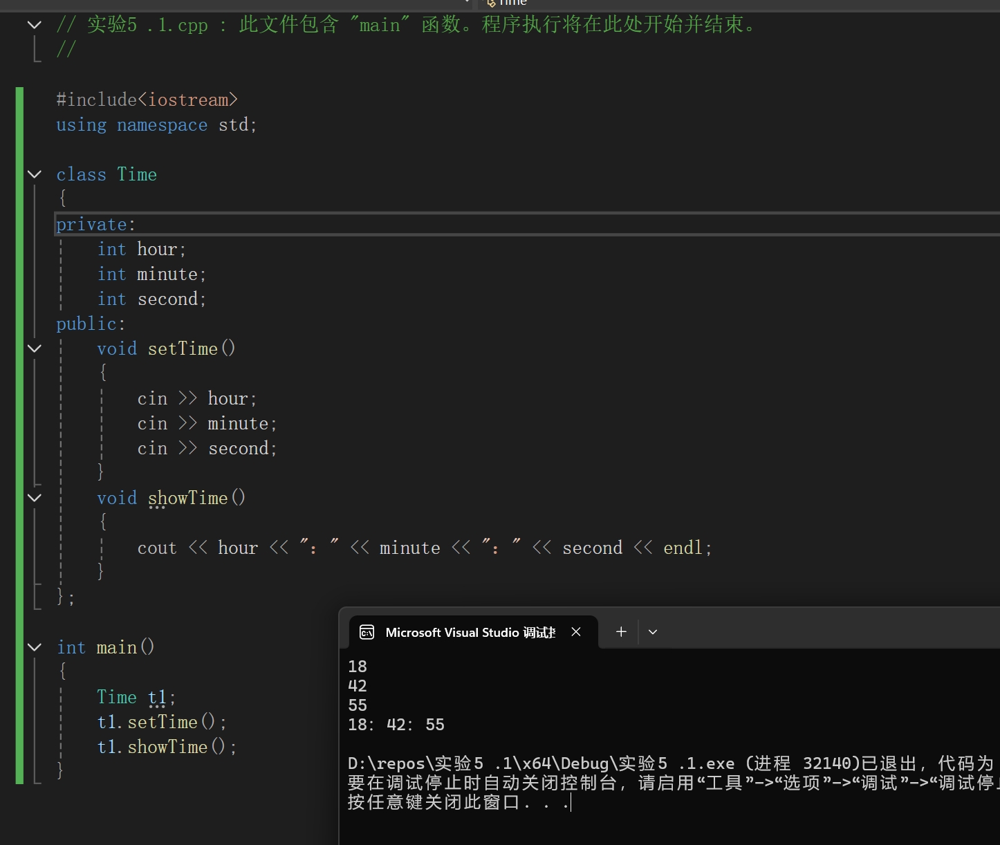 Time
// 实验5 .1.cpp : 此文件包含 "main" 函数。程序执行将在此处开始并结束。
//
#include<iostream>
using namespace std;
class Time
{
private:
int hour;
int minute;
int second;
public:
void setTime()
{
cin >> hour;
cin >> minute;
cin >> second;
}
void showTime()
{
cout << hour << "：" << minute << "：" << second << endl;
}
};
int main()
{
Time t1;
t1.setTime();
t1.showTime();
}
Microsoft Visual Studio 调试
18
42
55
18：42：55
D:\repos\实验5 .1\x64\Debug\实验5 .1.exe (进程 32140)已退出，代码为
要在调试停止时自动关闭控制台，请启用“工具”->“选项”->“调试”->“调试停
按任意键关闭此窗口. . .